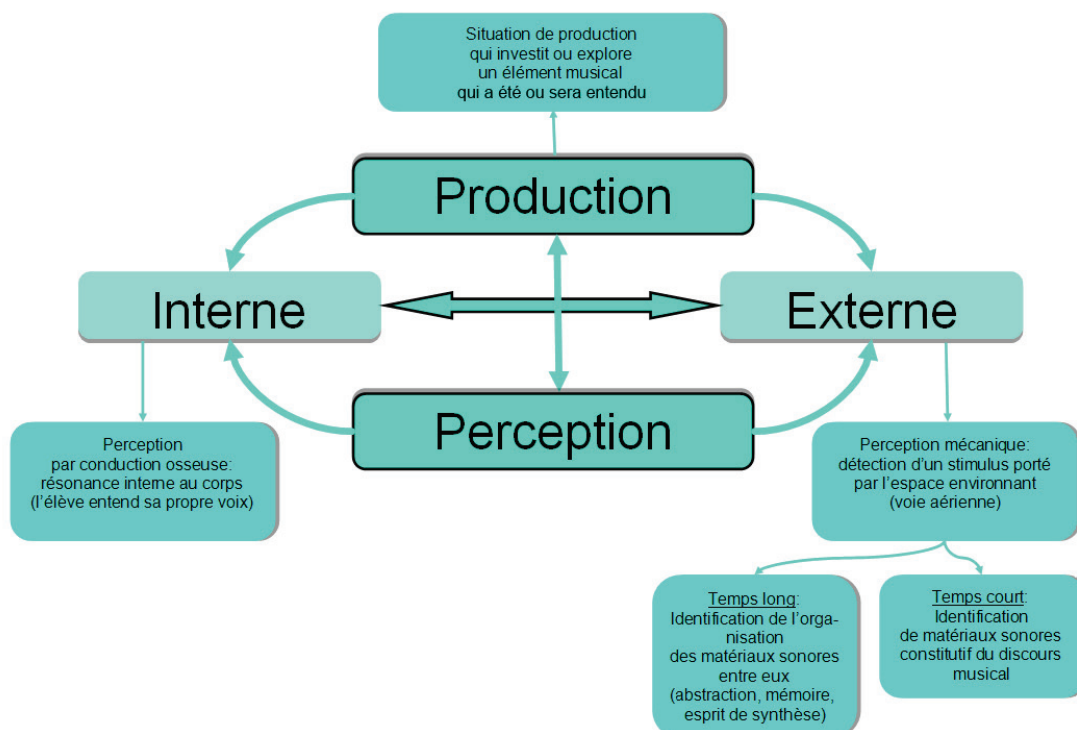 Situation de production
qui investit ou explore
un élément musical
qui a été ou sera entendu
Production
Interne
Externe
Perception
Perception
par conduction osseuse:
résonance interne au corps
(l'élève entend sa propre voix)
Perception mécanique:
détection d'un stimulus porté
par l'espace environnant
(voie aérienne)
Temps long:
Identification de l'orga-
nisation
des matériaux sonores
entre eux
(abstraction, mémoire,
esprit de synthèse)
Temps court:
Identification
de matériaux sonores
constitutif du discours
musical